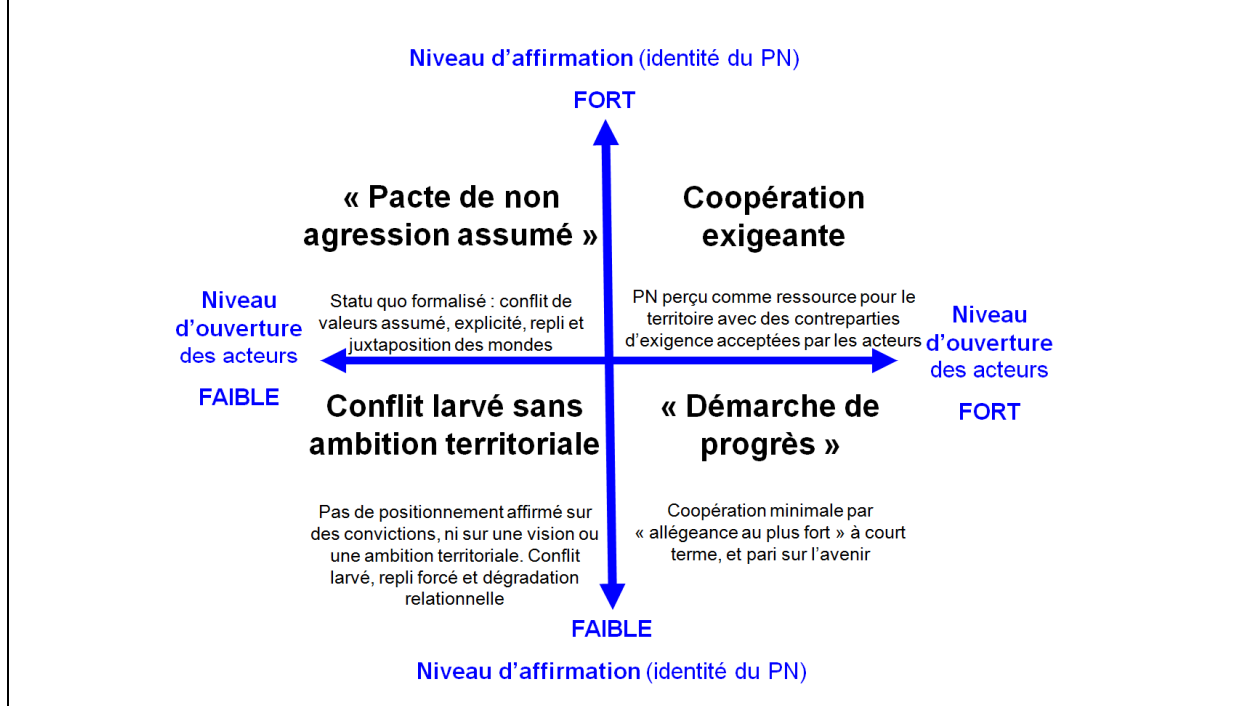 Niveau d’affirmation (identité du PN)
FORT
« Pacte de non
agression assumé »
Coopération
exigeante
Statu quo formalisé : conflit de
valeurs assumé, explicité, repli et
juxtaposition des mondes
PN perçu comme ressource pour le
territoire avec des contreparties
d’exigence acceptées par les acteurs
Niveau
d’ouverture
des acteurs
FAIBLE
Niveau
d’ouverture
des acteurs
FORT
Conflit larvé sans
ambition territoriale
« Démarche de
progrès »
Pas de positionnement affirmé sur
des convictions, ni sur une vision ou
une ambition territoriale. Conflit
larvé, repli forcé et dégradation
relationnelle
Coopération minimale par
« allégeance au plus fort » à court
terme, et pari sur l’avenir
FAIBLE
Niveau d’affirmation (identité du PN)